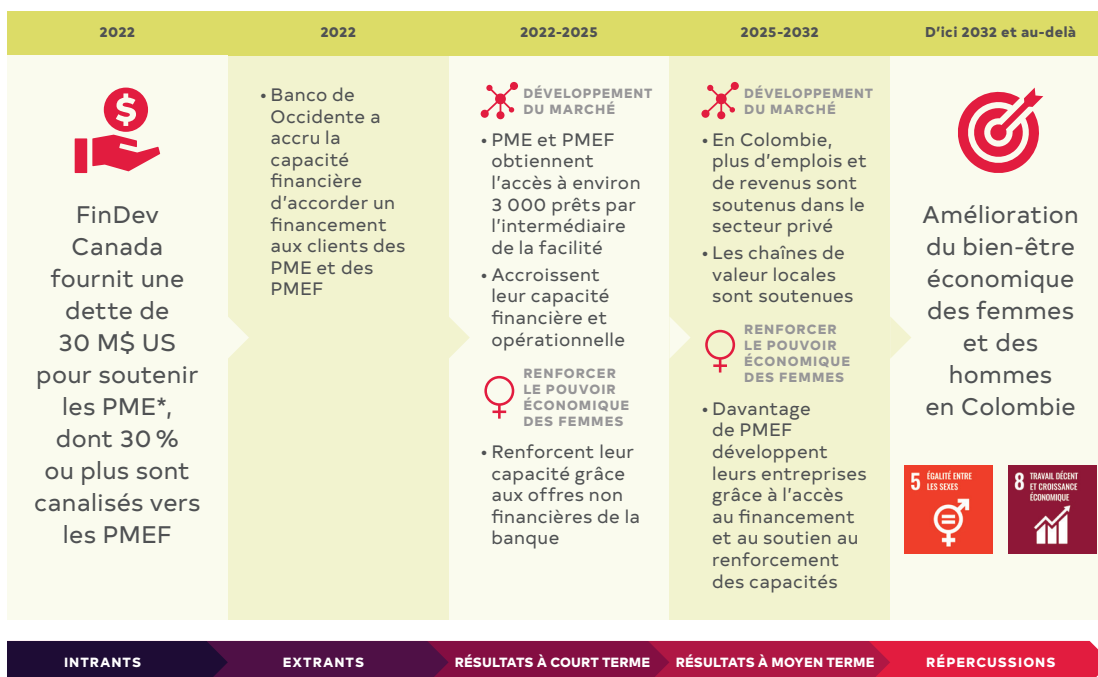 2022
2022
2022-2025
2025-2032
D'ici 2032 et au-delà
$
FinDev
Canada
fournit une
dette de
30 M$ US
pour soutenir
les PME*,
dont 30 %
ou plus sont
canalisés vers
les PMEF
• Banco de
Occidente a
accru la
capacité
financière
d'accorder un
financement
aux clients des
PME et des
PMEF
DÉVELOPPEMENT
DU MARCHÉ
• PME et PMEF
obtiennent
l'accès à environ
3 000 prêts par
l'intermédiaire
de la facilité
• Accroissent
leur capacité
financière et
opérationnelle
RENFORCER
LE POUVOIR
ÉCONOMIQUE
DES FEMMES
• Renforcent leur
capacité grâce
aux offres non
financières de la
banque
DÉVELOPPEMENT
DU MARCHÉ
• En Colombie,
plus d'emplois et
de revenus sont
soutenus dans le
secteur privé
• Les chaînes de
valeur locales
sont soutenues
RENFORCER
LE POUVOIR
ÉCONOMIQUE
DES FEMMES
• Davantage
de PMEF
développent
leurs entreprises
grâce à l'accès
au financement
et au soutien au
renforcement
des capacités
Amélioration
du bien-être
économique
des femmes
et des
hommes
en Colombie
5 ÉGALITÉ ENTRE
LES SEXES
8 TRAVAIL DÉCENT
ET CROISSANCE
ÉCONOMIQUE
INTRANTS
EXTRANTS
RÉSULTATS À COURT TERME
RÉSULTATS À MOYEN TERME
RÉPERCUSSIONS